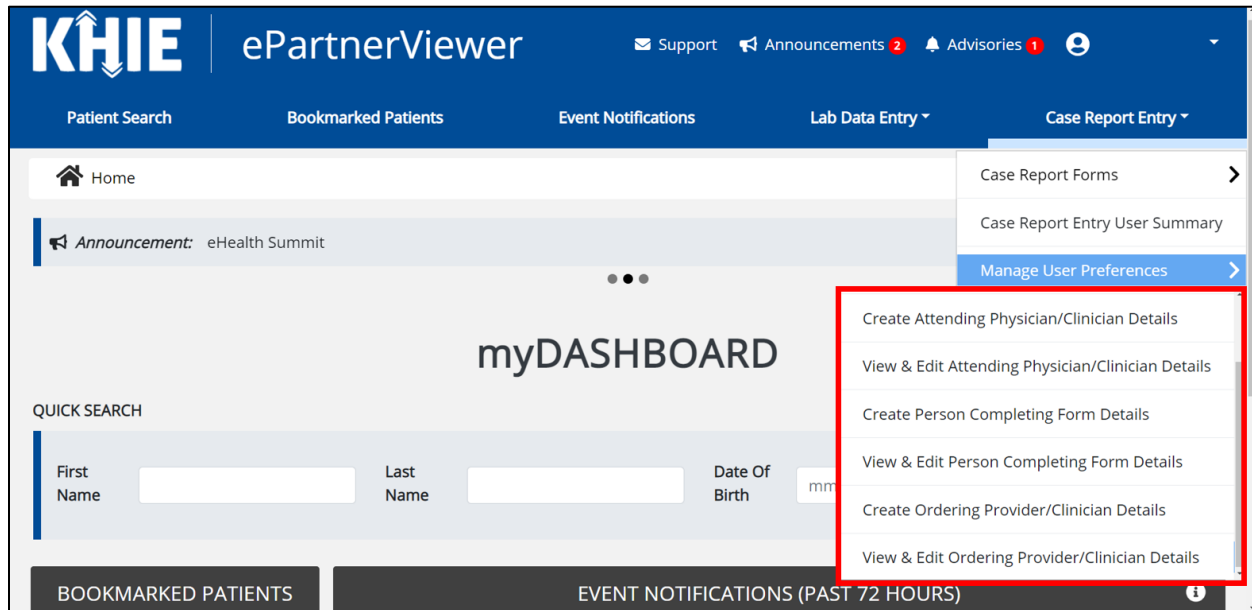 KHIE ePartnerViewer
Support Announcements 2 Advisories 1
Patient Search Bookmarked Patients Event Notifications Lab Data Entry Case Report Entry
Home
Case Report Forms
Case Report Entry User Summary
Announcement: eHealth Summit
Manage User Preferences
Create Attending Physician/Clinician Details
View & Edit Attending Physician/Clinician Details
Create Person Completing Form Details
View & Edit Person Completing Form Details
Create Ordering Provider/Clinician Details
View & Edit Ordering Provider/Clinician Details
myDASHBOARD
QUICK SEARCH
First Name
Last Name
Date Of Birth
mm
BOOKMARKED PATIENTS
EVENT NOTIFICATIONS (PAST 72 HOURS)